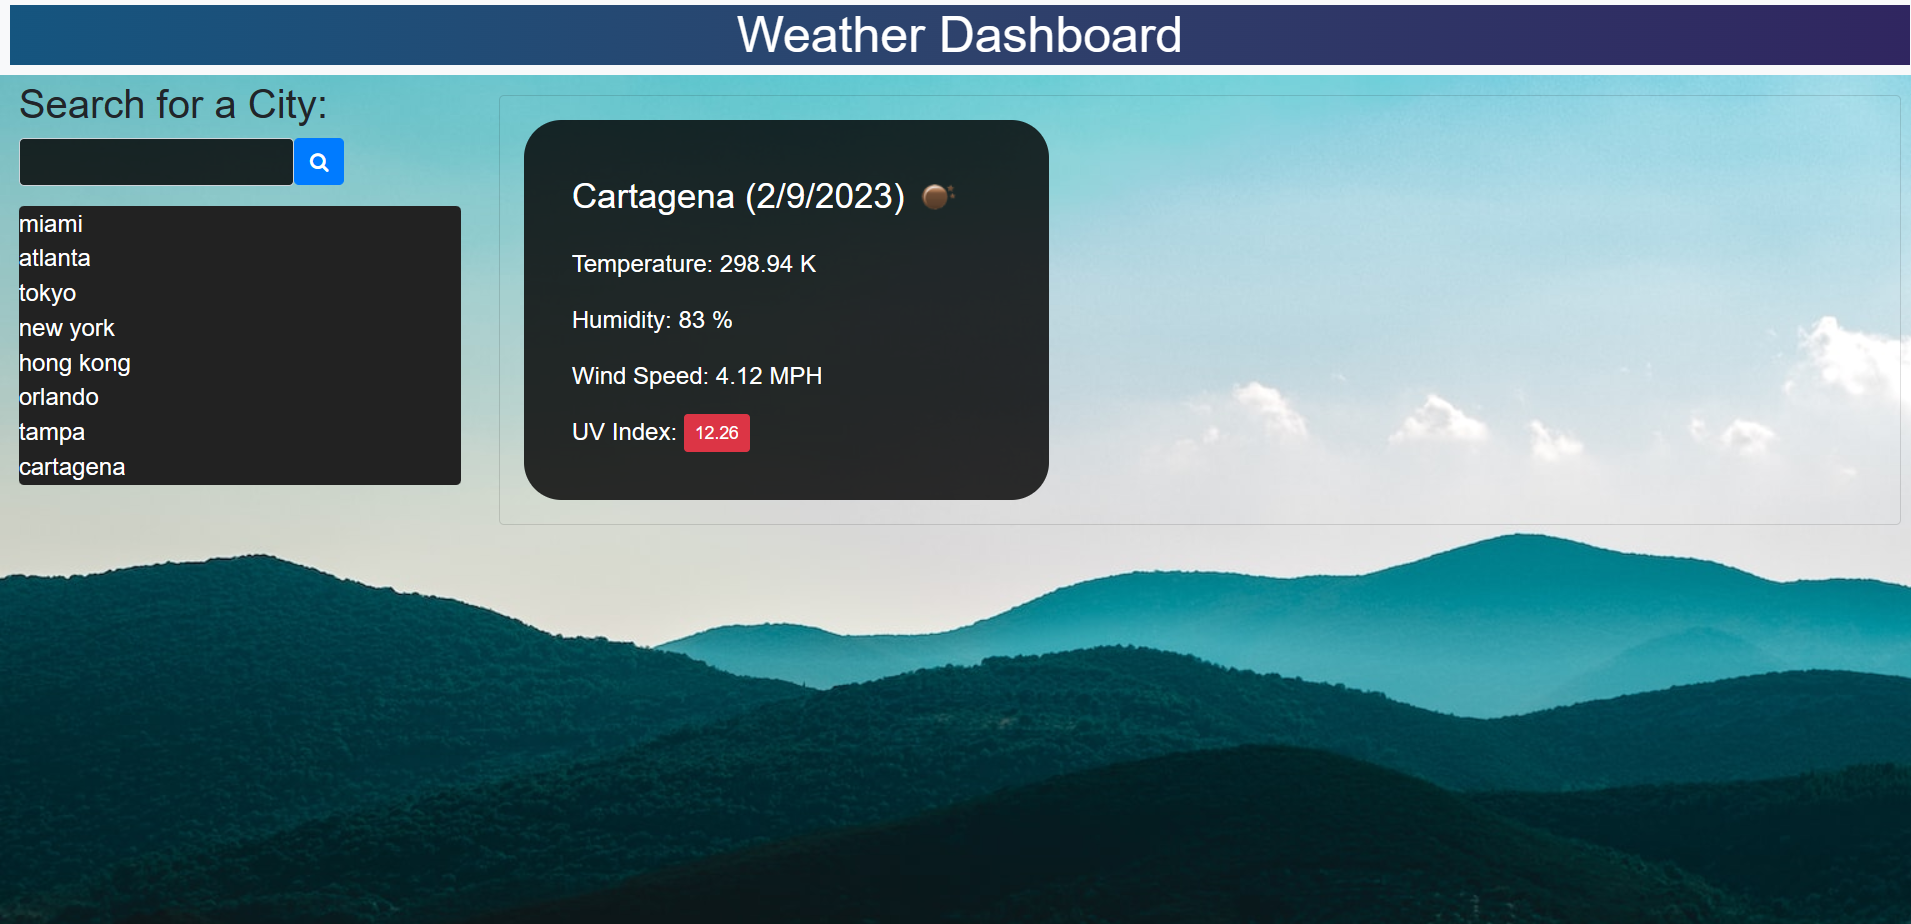 Weather Dashboard
Search for a City:
miami
atlanta
tokyo
new york
hong kong
orlando
tampa
cartagena
Cartagena (2/9/2023)
Temperature: 298.94 K
Humidity: 83 %
Wind Speed: 4.12 MPH
UV Index: 12.26